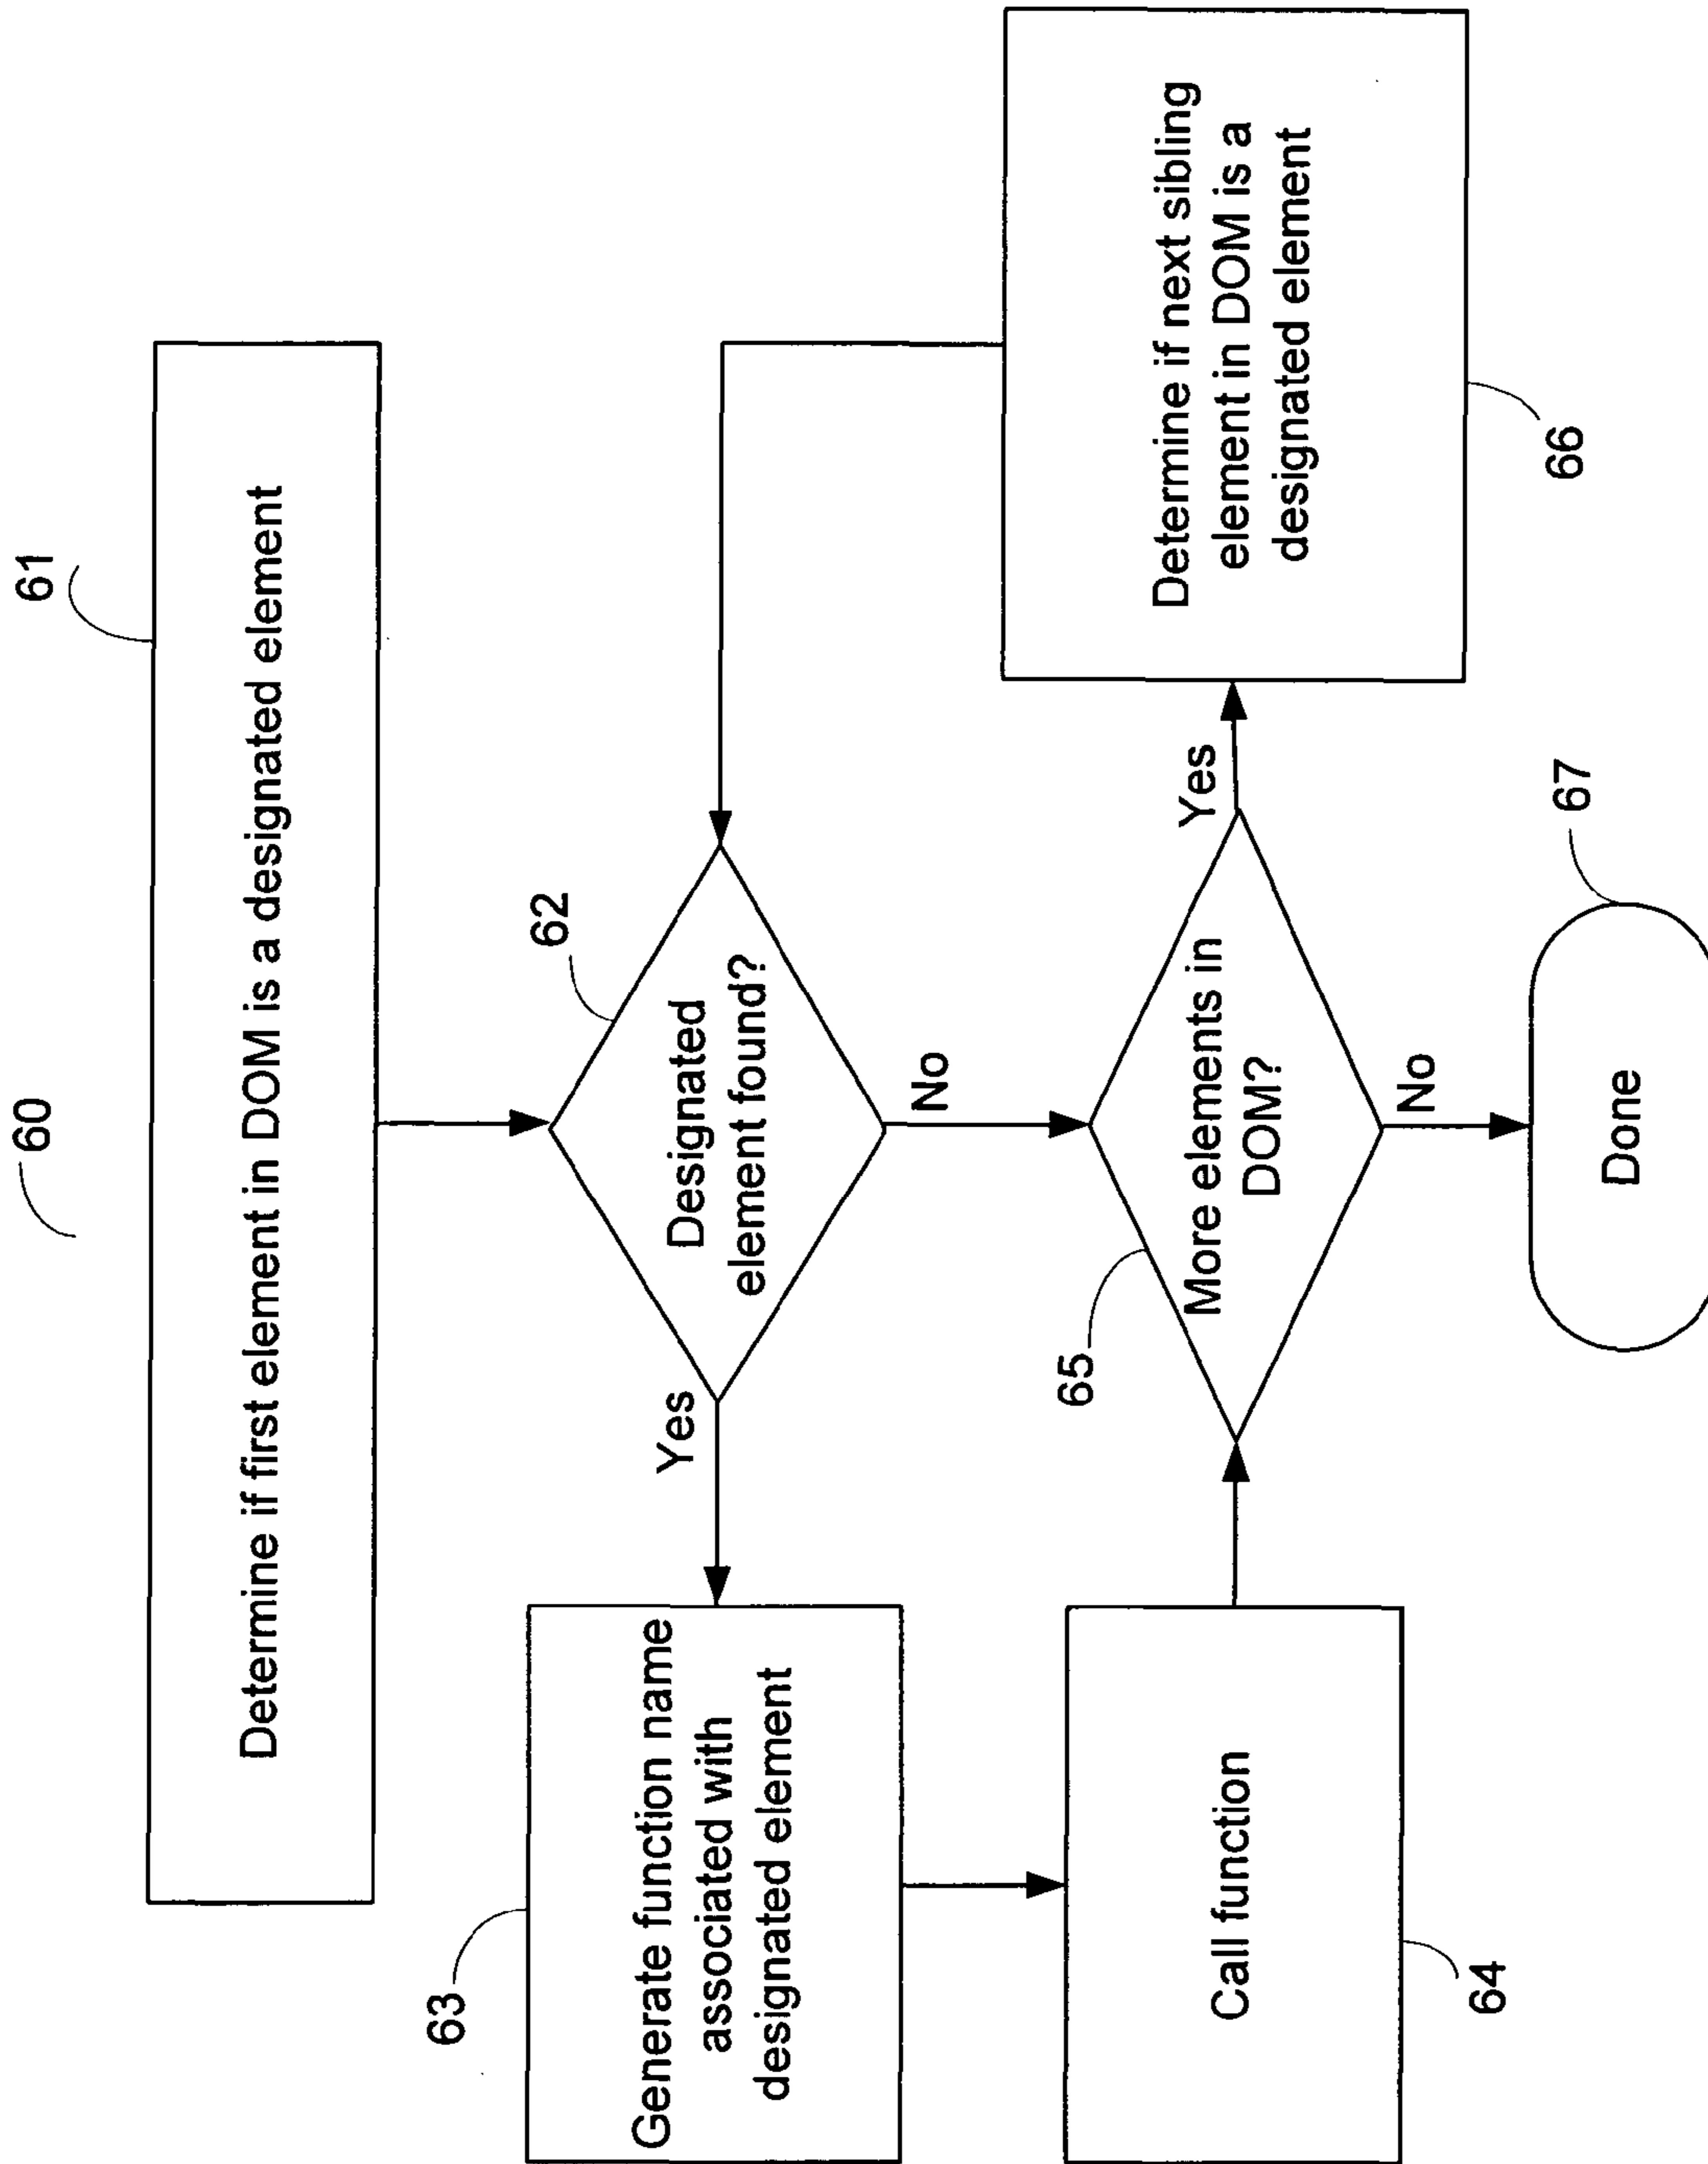 60
61
Determine if first element in DOM is a designated element
62
Designated
element found?
Yes
No
63
Generate function name
associated with
designated element
64
Call function
65
More elements in
DOM?
Yes
No
66
Determine if next sibling
element in DOM is a
designated element
67
Done